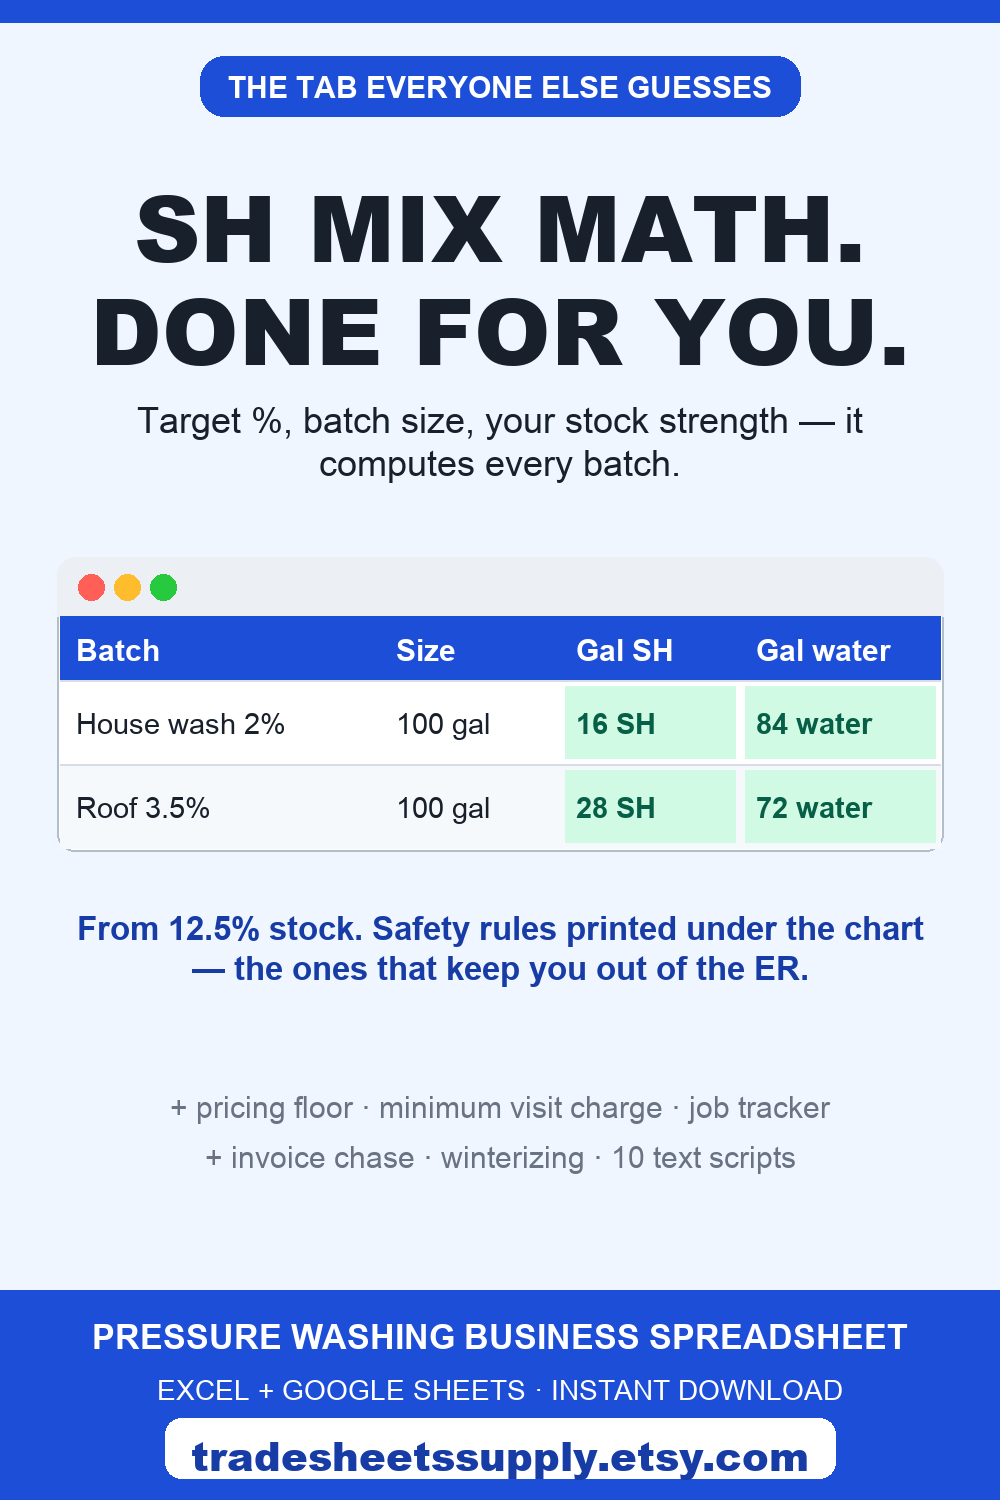 THE TAB EVERYONE ELSE GUESSES
SH MIX MATH.
DONE FOR YOU.
Target %, batch size, your stock strength — it
computes every batch.
Batch Size Gal SH Gal water
House wash 2% 100 gal 16 SH 84 water
Roof 3.5% 100 gal 28 SH 72 water
From 12.5% stock. Safety rules printed under the chart
— the ones that keep you out of the ER.
+ pricing floor · minimum visit charge · job tracker
+ invoice chase · winterizing · 10 text scripts
PRESSURE WASHING BUSINESS SPREADSHEET
EXCEL + GOOGLE SHEETS · INSTANT DOWNLOAD
tradesheetssupply.etsy.com